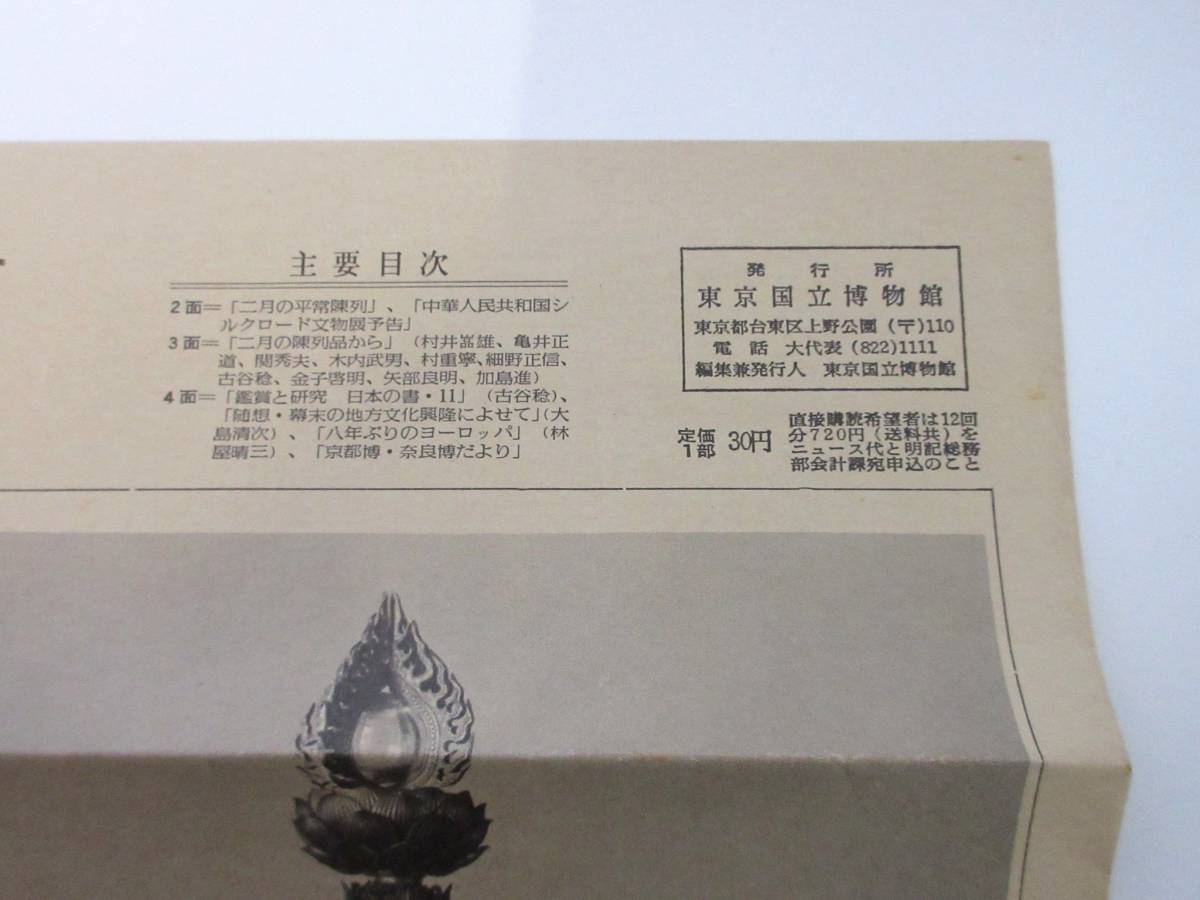 主要目次
2面＝「二月の平常陳列」、「中華人民共和国シ
ルクロード文物展予告」
3面＝「二月の陳列品から」（村井嵓雄、亀井正
道、関秀夫、木内武男、村重寧、細野正信、
古谷稔、金子啓明、矢部良明、加島進）
4面＝「鑑賞と研究 日本の書・11」（古谷稔）、
「随想・幕末の地方文化興隆によせて」（大
島清次）、「八年ぶりのヨーロッパ」（林
屋晴三）、「京都博・奈良博だより」
発行所
東京国立博物館
東京都台東区上野公園（〒）110
電話 大代表（822）1111
編集兼発行人 東京国立博物館
定価
1部 30円
直接購読希望者は12回
分720円（送料共）を
ニュース代と明記総務
部会計課宛申込のこと